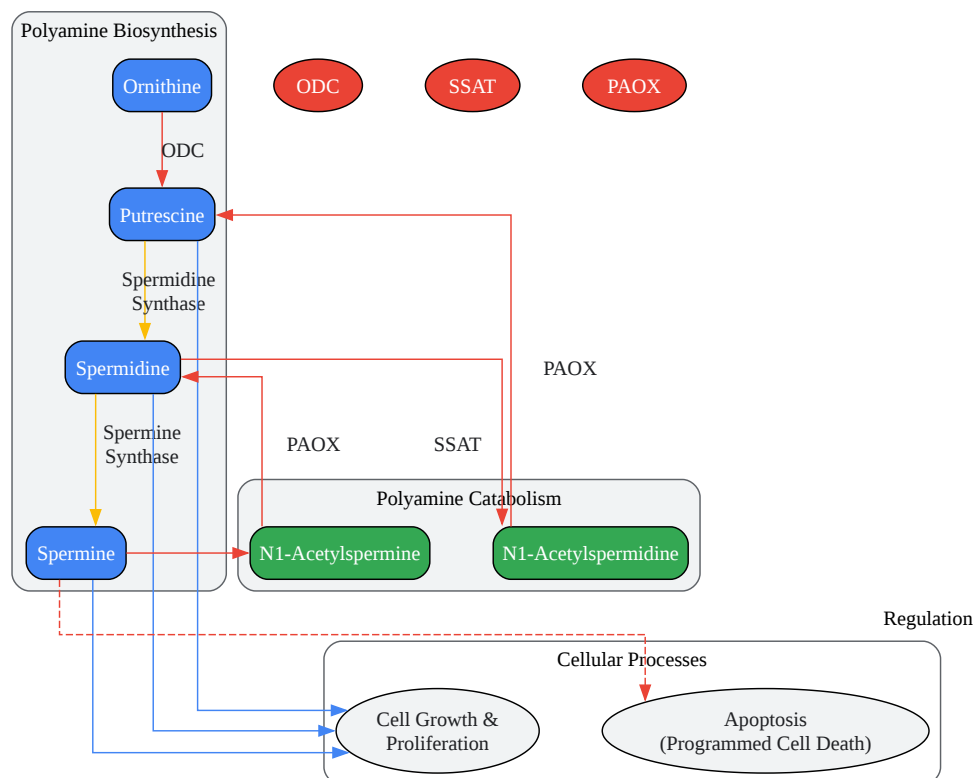 Polyamine Biosynthesis
Ornithine
ODC
SSAT
PAOX
ODC
Putrescine
Spermidine
Synthase
Spermidine
PAOX
Spermine
Synthase
PAOX
SSAT
Polyamine Catabolism
Spermine
N1-Acetylspermine
N1-Acetylspermidine
Regulation
Cellular Processes
Cell Growth &
Proliferation
Apoptosis
(Programmed Cell Death)